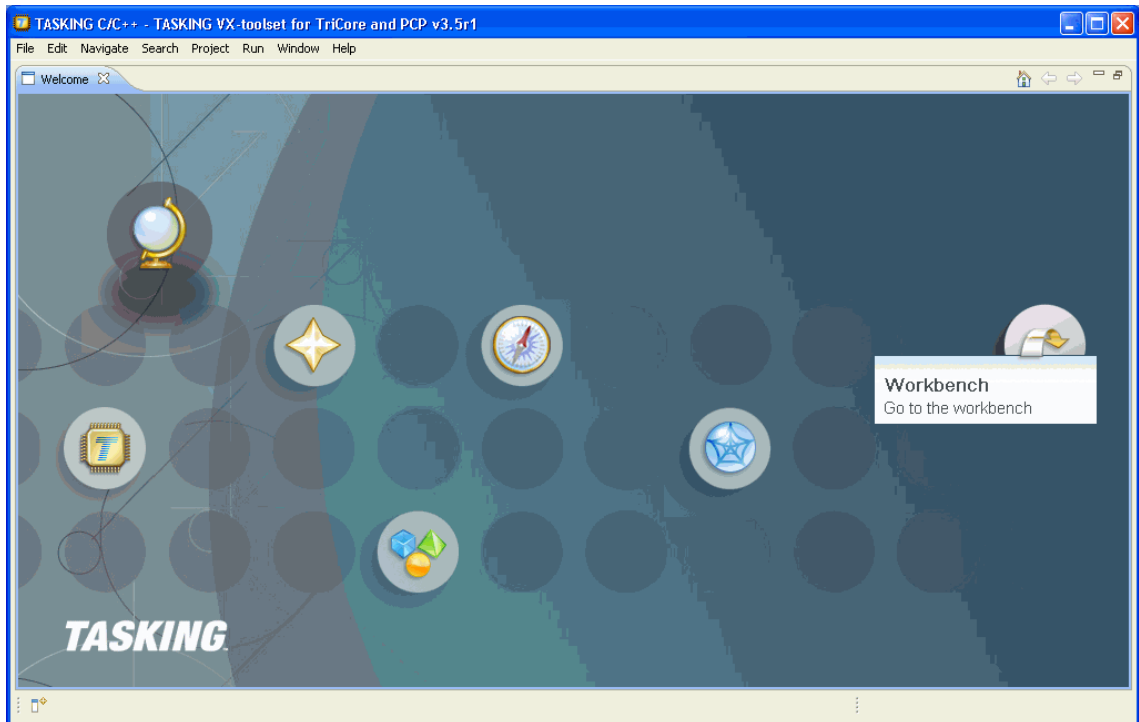 TASKING C/C++ - TASKING VX-toolset for TriCore and PCP v3.5r1
File Edit Navigate Search Project Run Window Help
Welcome
Workbench
Go to the workbench
T
TASKING